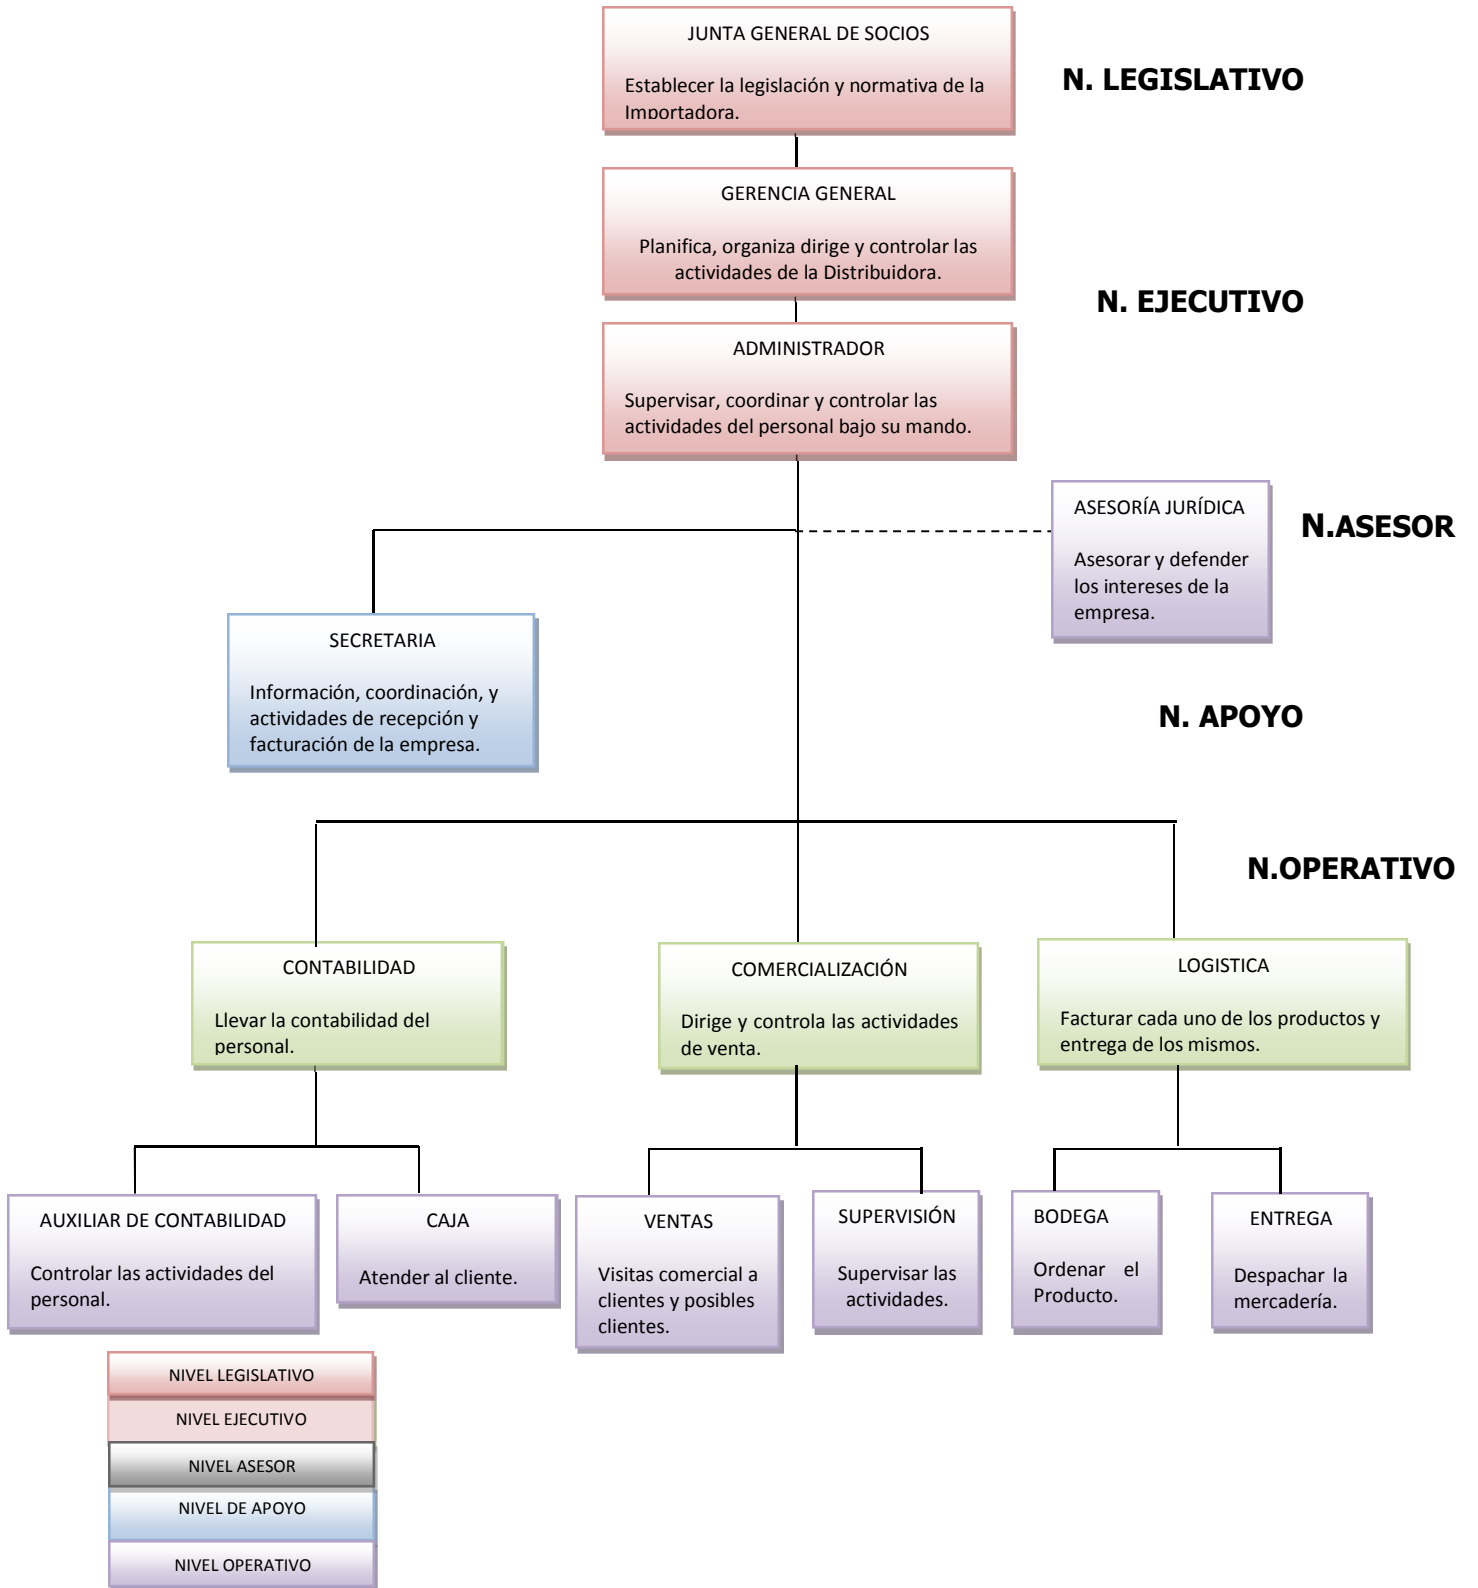 JUNTA GENERAL DE SOCIOS
Establecer la legislación y normativa de la
Importadora.
N. LEGISLATIVO
GERENCIA GENERAL
Planifica, organiza dirige y controlar las
actividades de la Distribuidora.
N. EJECUTIVO
ADMINISTRADOR
Supervisar, coordinar y controlar las
actividades del personal bajo su mando.
ASESORÍA JURÍDICA
Asesorar y defender
los intereses de la
empresa.
N.ASESOR
SECRETARIA
Información, coordinación, y
actividades de recepción y
facturación de la empresa.
N. APOYO
N.OPERATIVO
CONTABILIDAD
Llevar la contabilidad del
personal.
COMERCIALIZACIÓN
Dirige y controla las actividades
de venta.
LOGISTICA
Facturar cada uno de los productos y
entrega de los mismos.
AUXILIAR DE CONTABILIDAD
Controlar las actividades del
personal.
CAJA
Atender al cliente.
VENTAS
Visitas comercial a
clientes y posibles
clientes.
SUPERVISIÓN
Supervisar las
actividades.
BODEGA
Ordenar el
Producto.
ENTREGA
Despachar la
mercadería.
NIVEL LEGISLATIVO
NIVEL EJECUTIVO
NIVEL ASESOR
NIVEL DE APOYO
NIVEL OPERATIVO